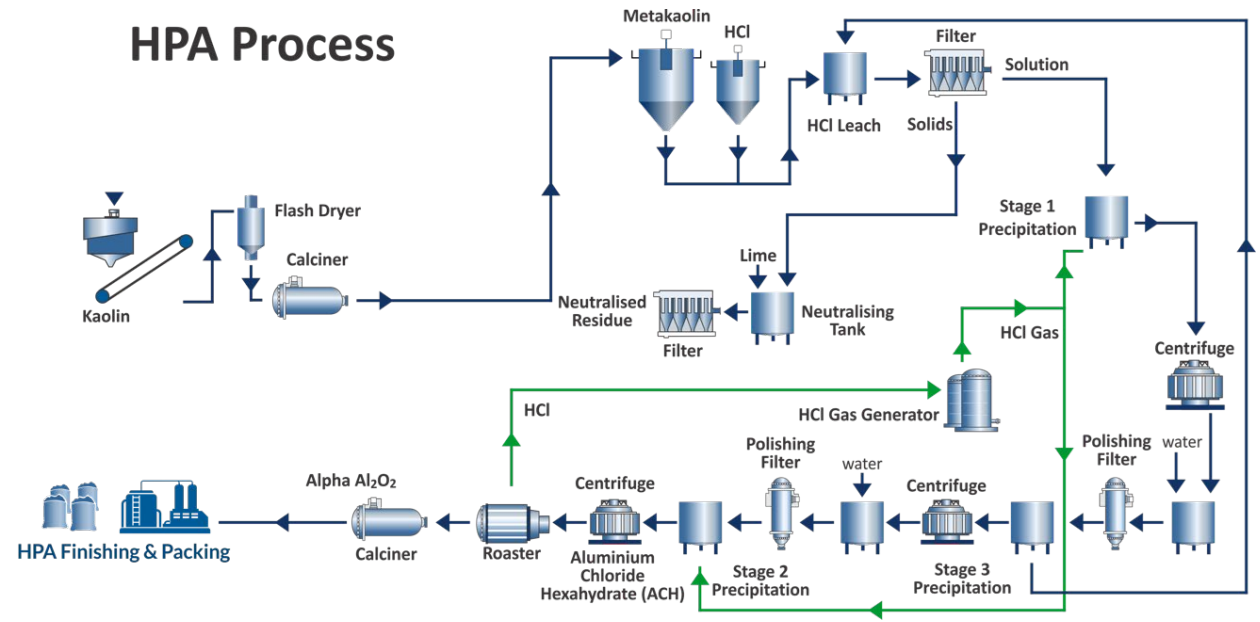 HPA Process
Metakaolin
HCl
Filter
Solution
HCl Leach
Solids
Flash Dryer
Stage 1
Precipitation
Calciner
Lime
Kaolin
Neutralised
Residue
Neutralising
Tank
Filter
HCl Gas
Centrifuge
HCl
HCl Gas Generator
Polishing
Filter
water
Polishing
Filter
water
Centrifuge
Centrifuge
Alpha Al₂O₂
HPA Finishing & Packing
Calciner
Roaster
Aluminium
Chloride
Hexahydrate (ACH)
Stage 2
Precipitation
Stage 3
Precipitation